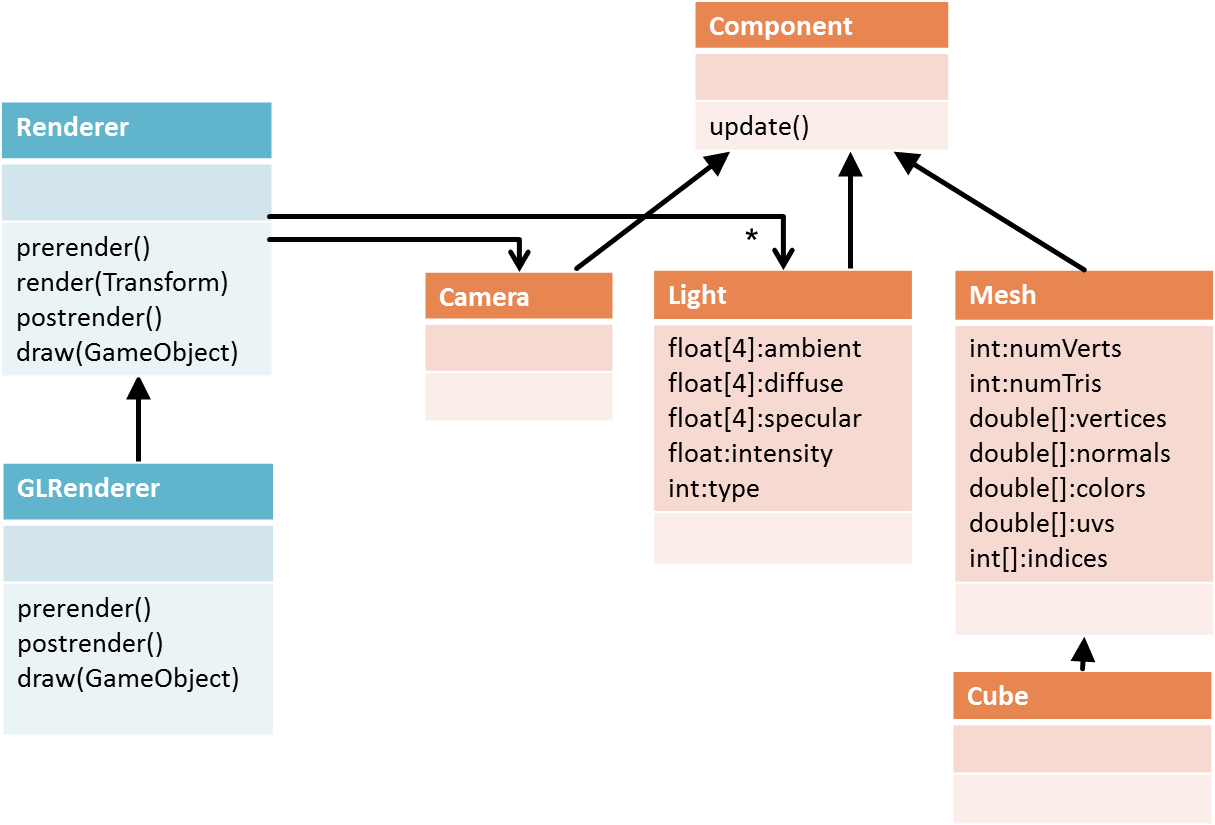 Component
update()
Renderer
prerender()
render(Transform)
postrender()
draw(GameObject)
*
Camera
Light
float[4]:ambient
float[4]:diffuse
float[4]:specular
float:intensity
int:type
Mesh
int:numVerts
int:numTris
double[]:vertices
double[]:normals
double[]:colors
double[]:uvs
int[]:indices
GLRenderer
prerender()
postrender()
draw(GameObject)
Cube